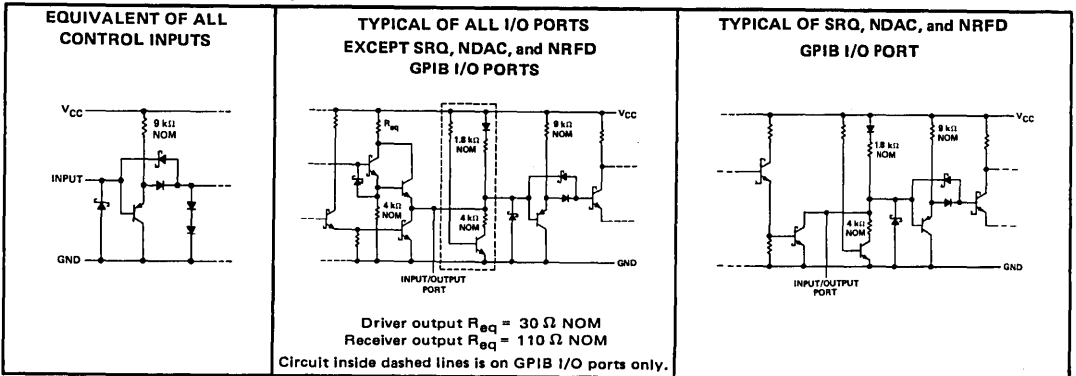 EQUIVALENT OF ALL
CONTROL INPUTS
VCC
9 kΩ
NOM
INPUT
GND
TYPICAL OF ALL I/O PORTS
EXCEPT SRQ, NDAC, and NRFD
GPIB I/O PORTS
Req
1.8 kΩ
NOM
9 kΩ
NOM
VCC
4 kΩ
NOM
4 kΩ
NOM
GND
INPUT/OUTPUT
PORT
Driver output Req = 30 Ω NOM
Receiver output Req = 110 Ω NOM
Circuit inside dashed lines is on GPIB I/O ports only.
TYPICAL OF SRQ, NDAC, and NRFD
GPIB I/O PORT
VCC
1.8 kΩ
NOM
9 kΩ
NOM
4 kΩ
NOM
GND
INPUT/OUTPUT
PORT